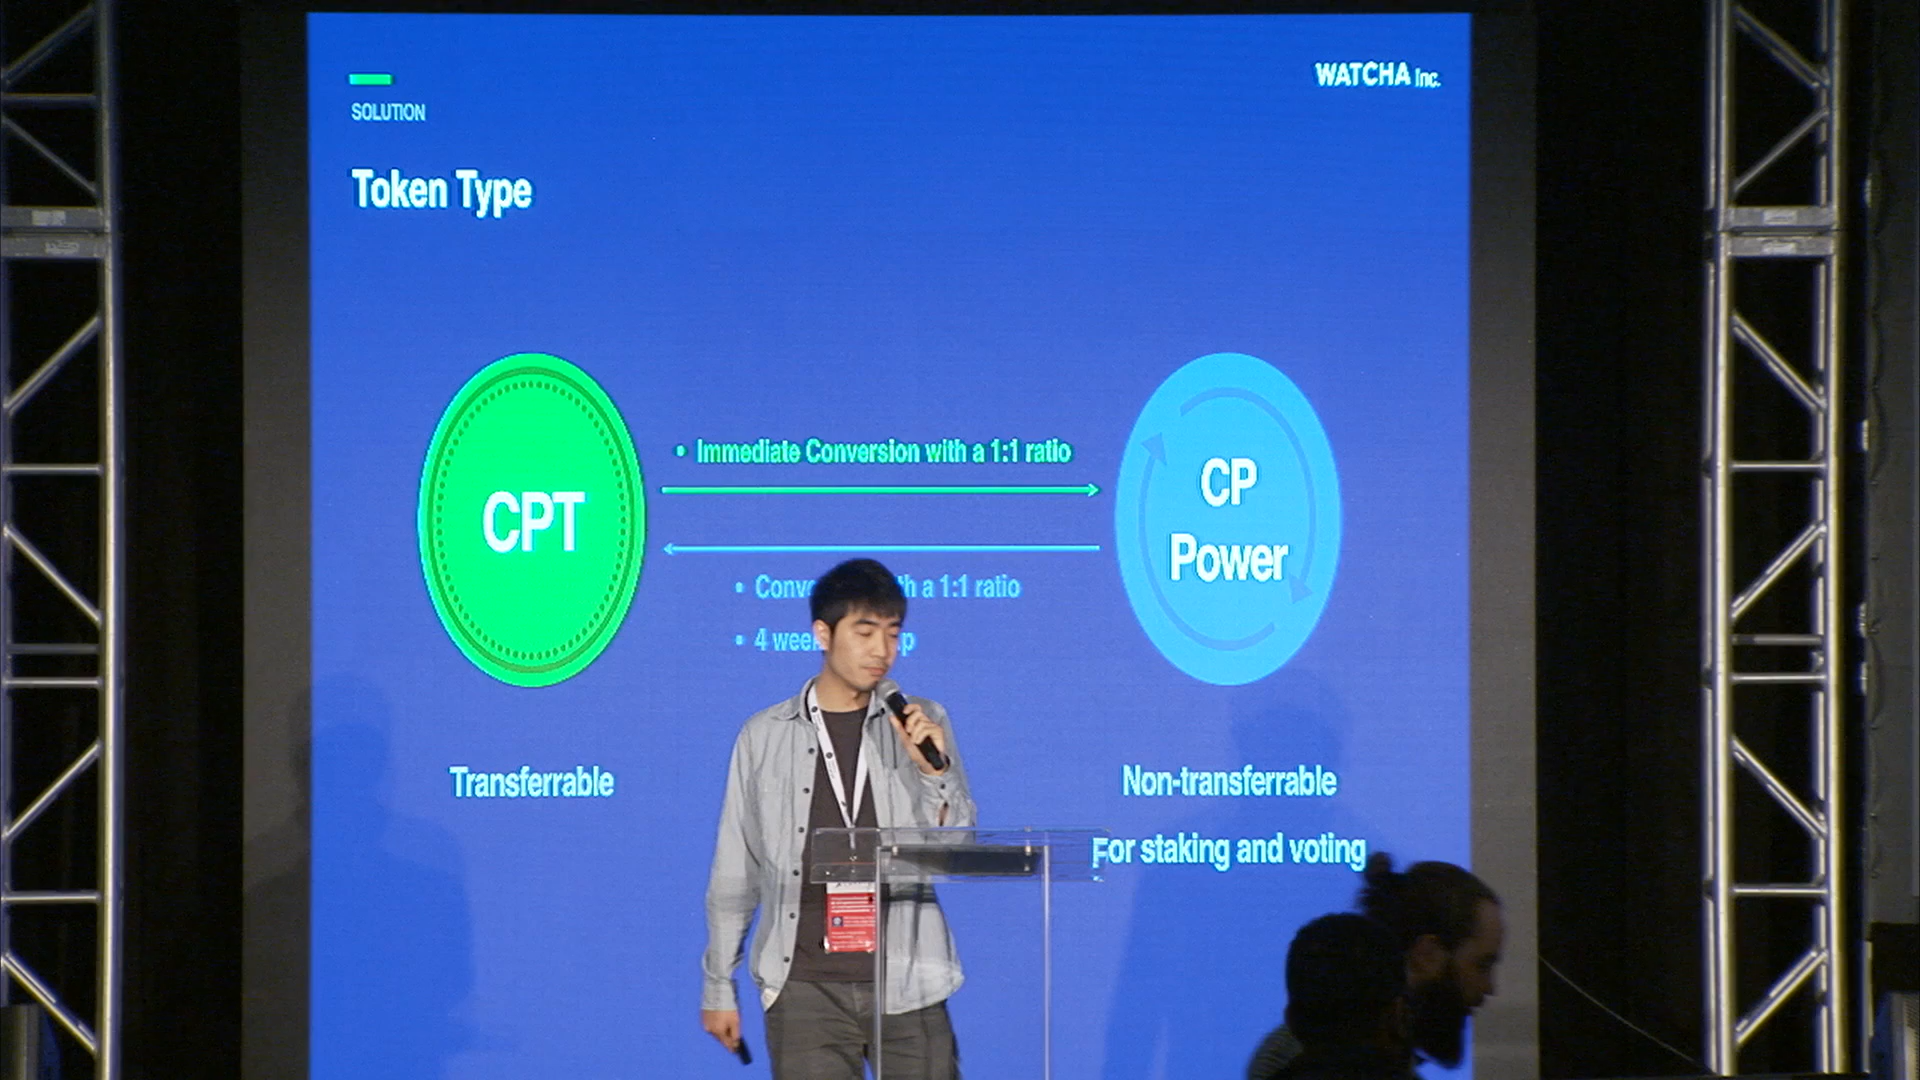 WATCHA Inc.
SOLUTION
Token Type
• Immediate Conversion with a 1:1 ratio
CPT
CP
Power
• a 1:1 ratio
• 4
Transferrable
Non-transferrable
For staking and voting